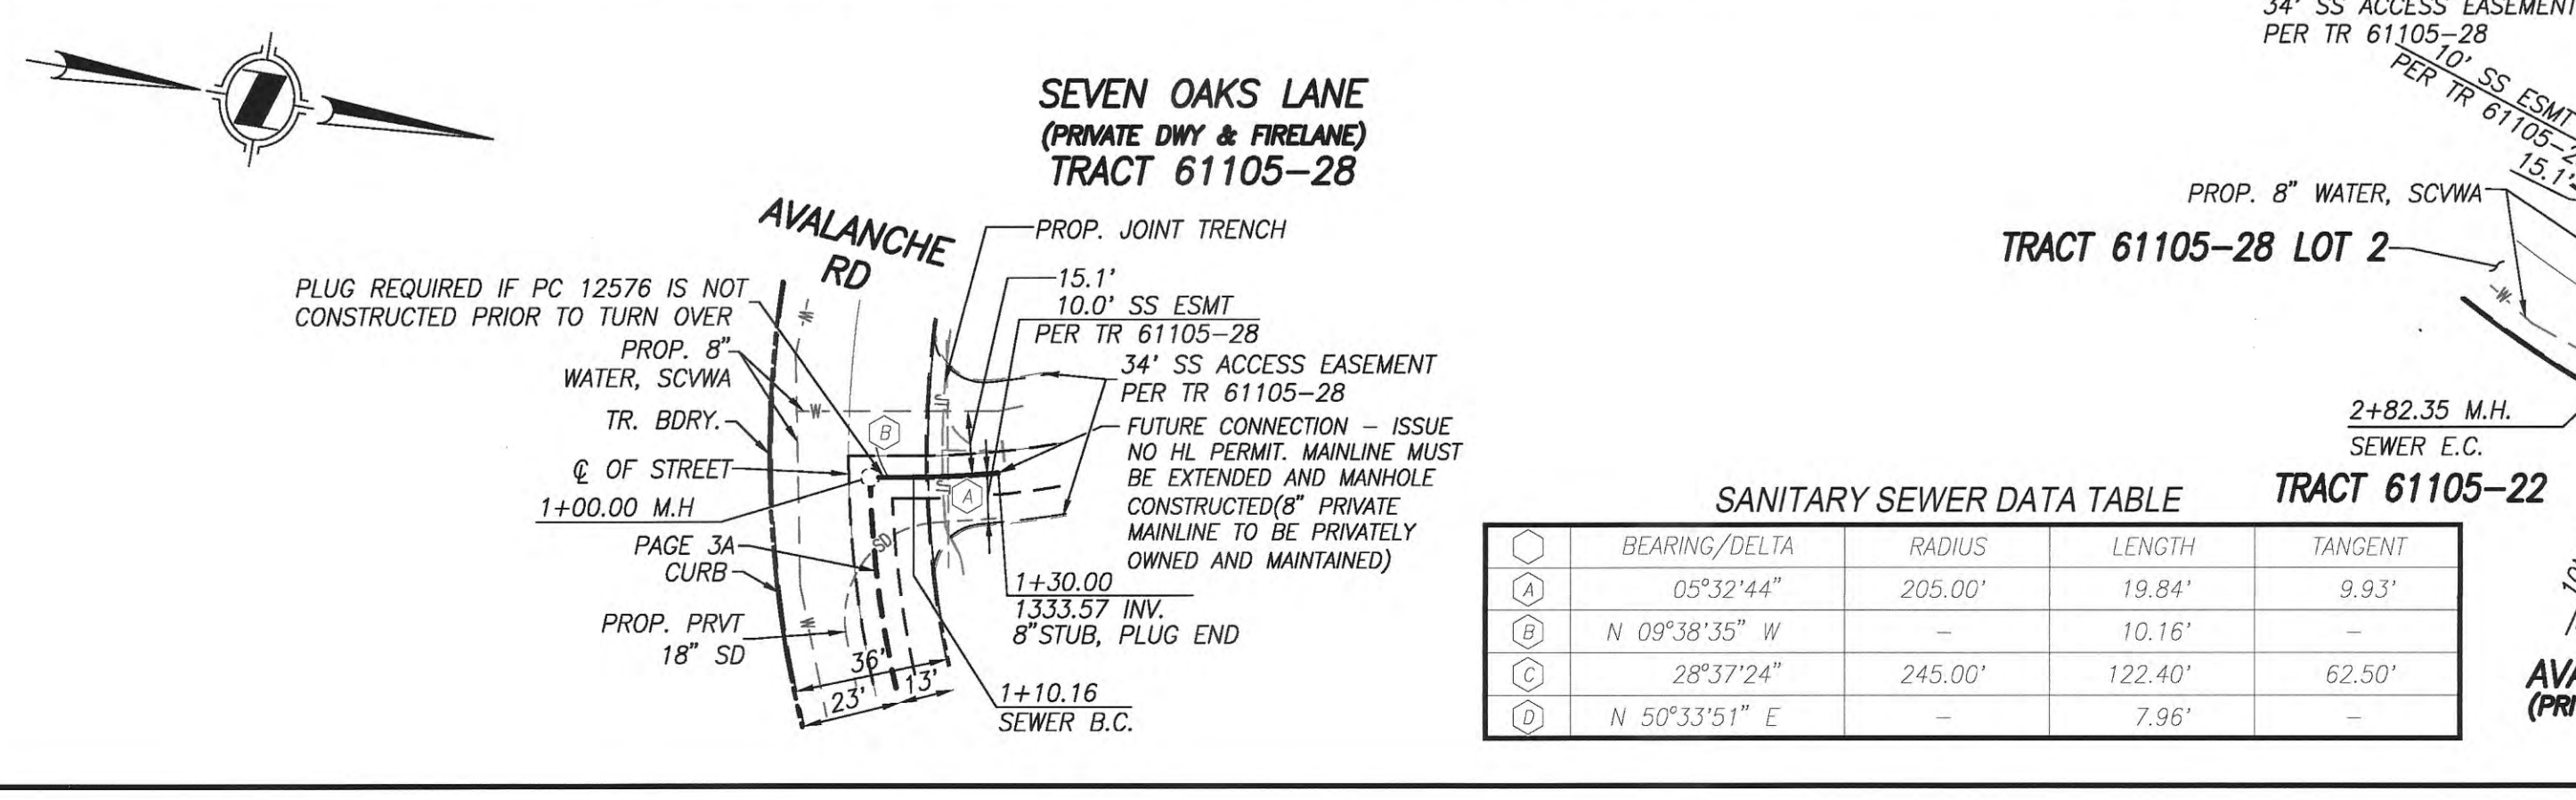 SEVEN OAKS LANE
(PRIVATE DWY & FIRELANE)
TRACT 61105-28
AVALANCHE
RD
PROP. JOINT TRENCH
15.1'
10.0' SS ESMT
PER TR 61105-28
34' SS ACCESS EASEMENT
PER TR 61105-28
FUTURE CONNECTION – ISSUE
NO HL PERMIT. MAINLINE MUST
BE EXTENDED AND MANHOLE
CONSTRUCTED(8" PRIVATE
MAINLINE TO BE PRIVATELY
OWNED AND MAINTAINED)
PLUG REQUIRED IF PC 12576 IS NOT
CONSTRUCTED PRIOR TO TURN OVER
PROP. 8"
WATER, SCVWA
TR. BDRY.
℄ OF STREET
1+00.00 M.H
PAGE 3A
CURB
PROP. PRVT
18" SD
W
W
W
B
A
SD
36'
23'
13'
1+30.00
1333.57 INV.
8"STUB, PLUG END
1+10.16
SEWER B.C.
34' SS ACCESS EASEMENT
PER TR 61105-28
10' SS ESMT
PER TR 61105-2
15.1'
PROP. 8" WATER, SCVWA
TRACT 61105-28 LOT 2
W
2+82.35 M.H.
SEWER E.C.
TRACT 61105-22
SANITARY SEWER DATA TABLE
BEARING/DELTA RADIUS LENGTH TANGENT
A 05°32'44" 205.00' 19.84' 9.93'
B N 09°38'35" W – 10.16' –
C 28°37'24" 245.00' 122.40' 62.50'
D N 50°33'51" E – 7.96' –
AVA
(PRI